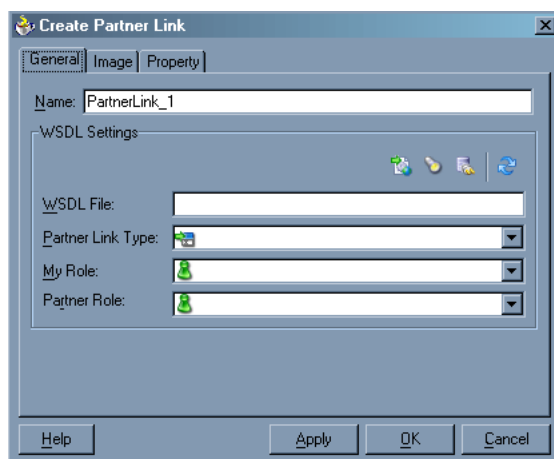 Create Partner Link
General Image Property
Name: PartnerLink_1
WSDL Settings
WSDL File:
Partner Link Type:
My Role:
Partner Role:
Help Apply OK Cancel